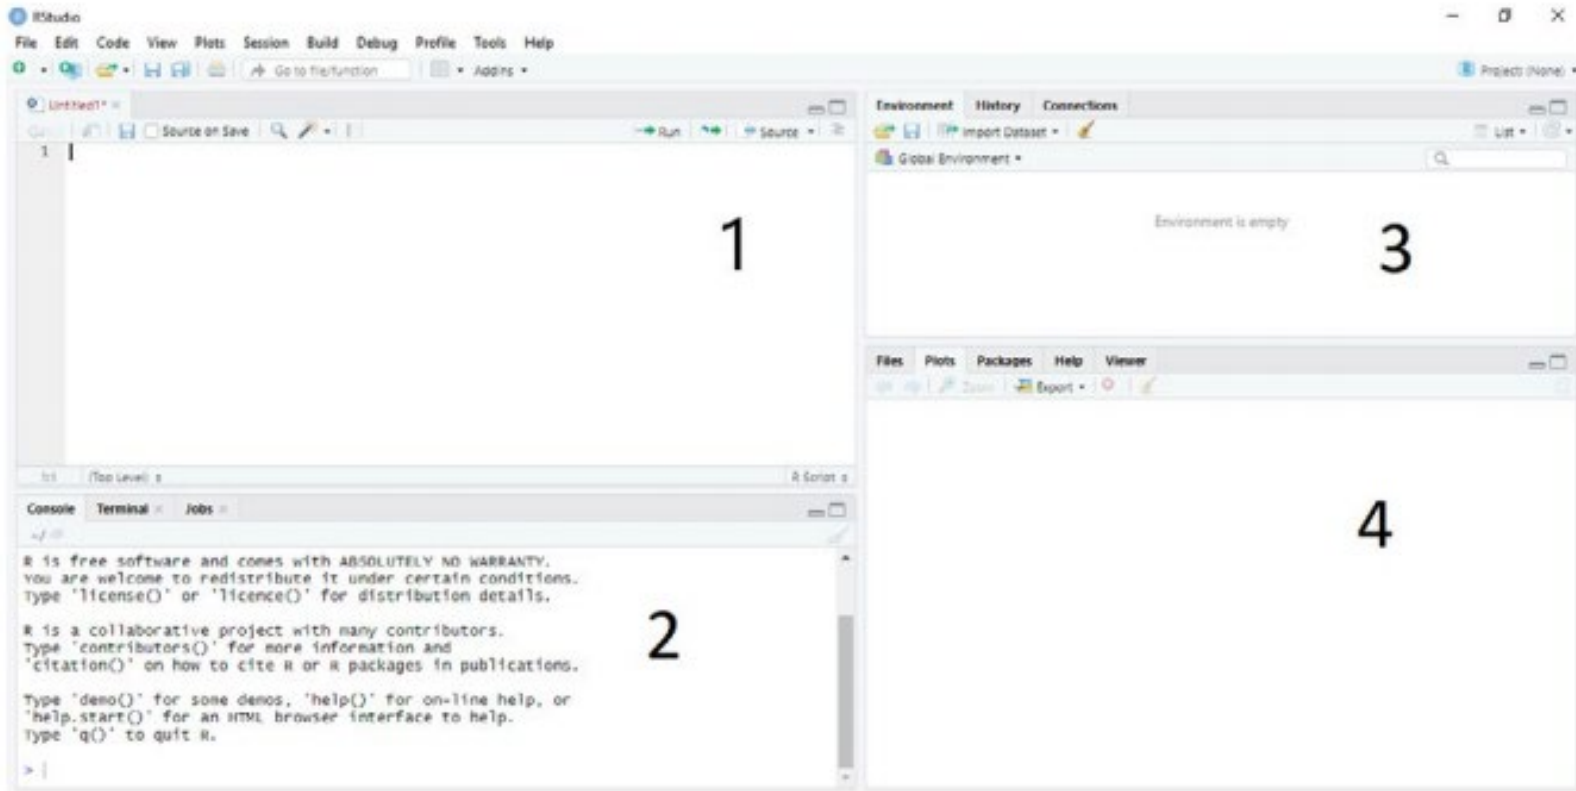 RStudio
File Edit Code View Plots Session Build Debug Profile Tools Help
Go to file/function Addins
Project: (None)
Untitled1*
Source on Save Run Source
1
1
(Top Level)
R Script
Console Terminal Jobs
~/
R is free software and comes with ABSOLUTELY NO WARRANTY.
You are welcome to redistribute it under certain conditions.
Type 'license()' or 'licence()' for distribution details.
R is a collaborative project with many contributors.
Type 'contributors()' for more information and
'citation()' on how to cite R or R packages in publications.
Type 'demo()' for some demos, 'help()' for on-line help, or
'help.start()' for an HTML browser interface to help.
Type 'q()' to quit R.
>
2
Environment History Connections
Import Dataset List
Global Environment
Environment is empty
3
Files Plots Packages Help Viewer
Zoom Export
4